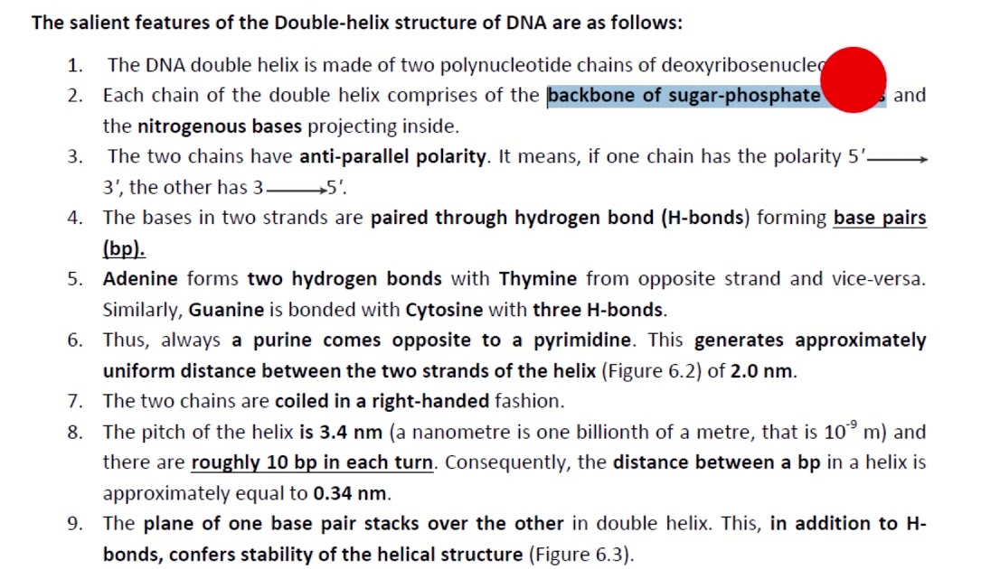 The salient features of the Double-helix structure of DNA are as follows:
1. The DNA double helix is made of two polynucleotide chains of
2. Each chain of the double helix comprises of the backbone of sugar-phosphate and
the nitrogenous bases projecting inside.
3. The two chains have anti-parallel polarity. It means, if one chain has the polarity 5'⟶
3', the other has 3⟶5'.
4. The bases in two strands are paired through hydrogen bond (H-bonds) forming base pairs
(bp).
5. Adenine forms two hydrogen bonds with Thymine from opposite strand and vice-versa.
Similarly, Guanine is bonded with Cytosine with three H-bonds.
6. Thus, always a purine comes opposite to a pyrimidine. This generates approximately
uniform distance between the two strands of the helix (Figure 6.2) of 2.0 nm.
7. The two chains are coiled in a right-handed fashion.
8. The pitch of the helix is 3.4 nm (a nanometre is one billionth of a metre, that is 10⁻⁹ m) and
there are roughly 10 bp in each turn. Consequently, the distance between a bp in a helix is
approximately equal to 0.34 nm.
9. The plane of one base pair stacks over the other in double helix. This, in addition to H-
bonds, confers stability of the helical structure (Figure 6.3).